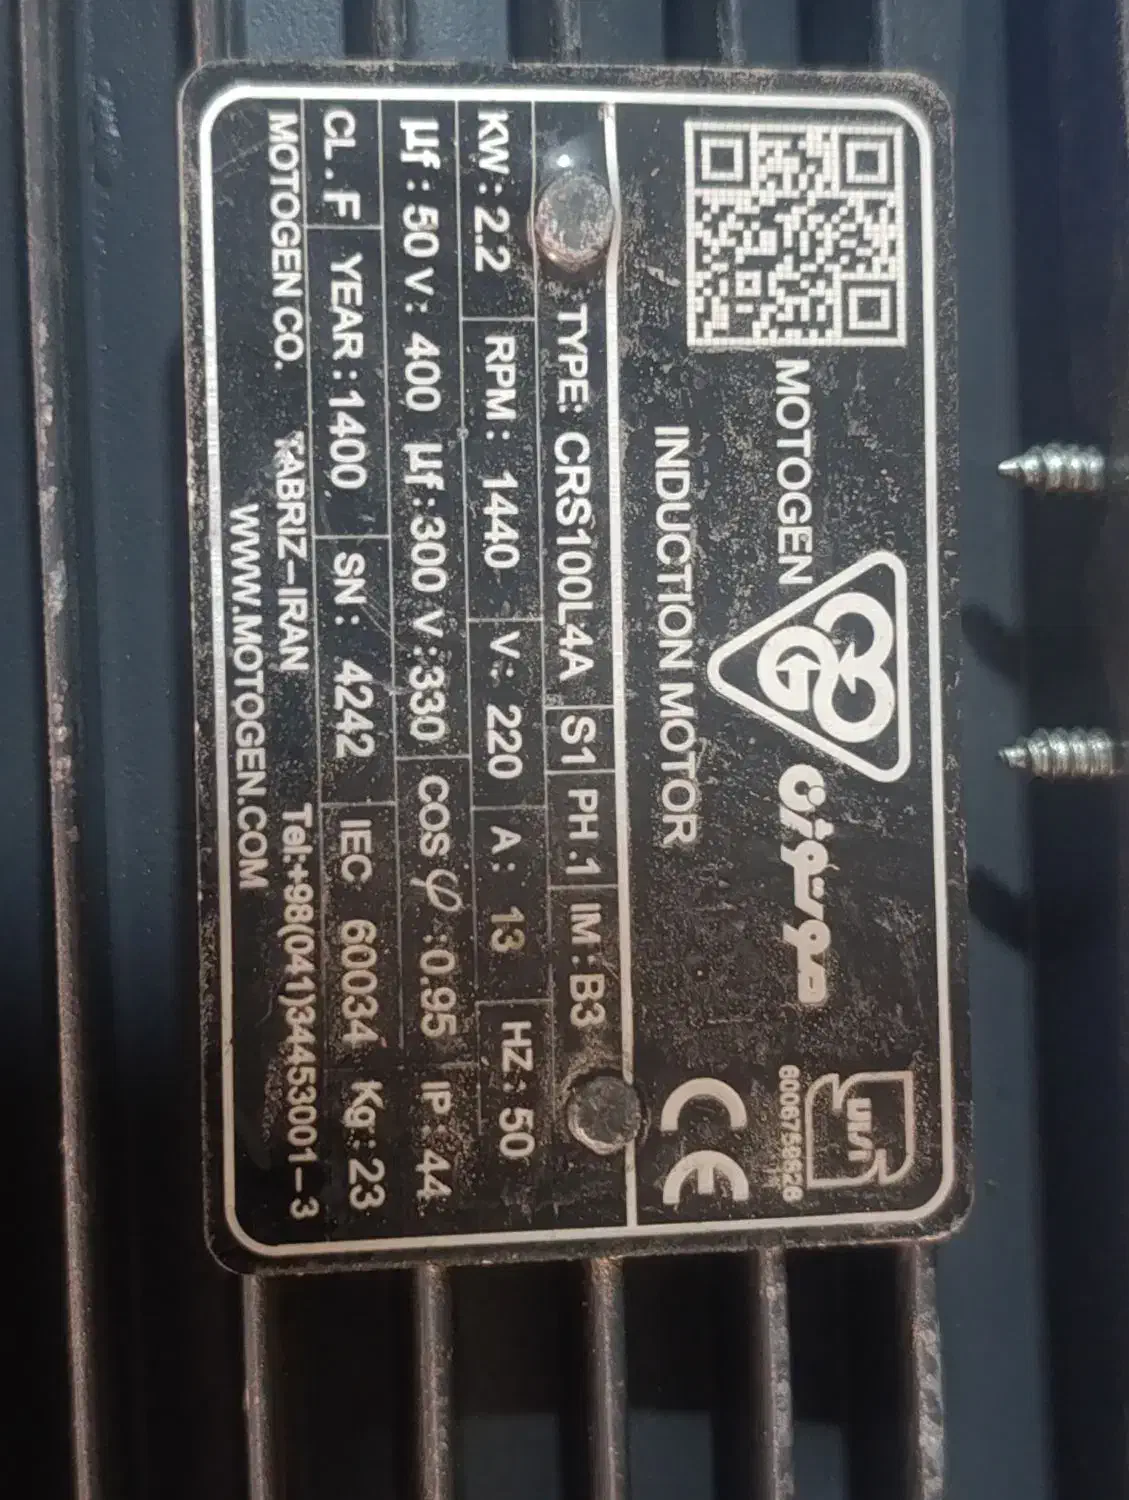 MOTOGEN
موتوژن
6006759626
INDUCTION MOTOR
CE
TYPE: CRS100L4A S1 PH.1 IM: B3
KW: 2.2 RPM: 1440 V: 220 A: 13 HZ: 50
µf: 50 V: 400 µf: 300 V: 330 COS φ: 0.95 IP: 44
CL. F YEAR: 1400 SN: 4242 IEC 60034 Kg: 23
MOTOGEN CO. TABRIZ-IRAN Tel:+98(041)34453001-3
WWW.MOTOGEN.COM